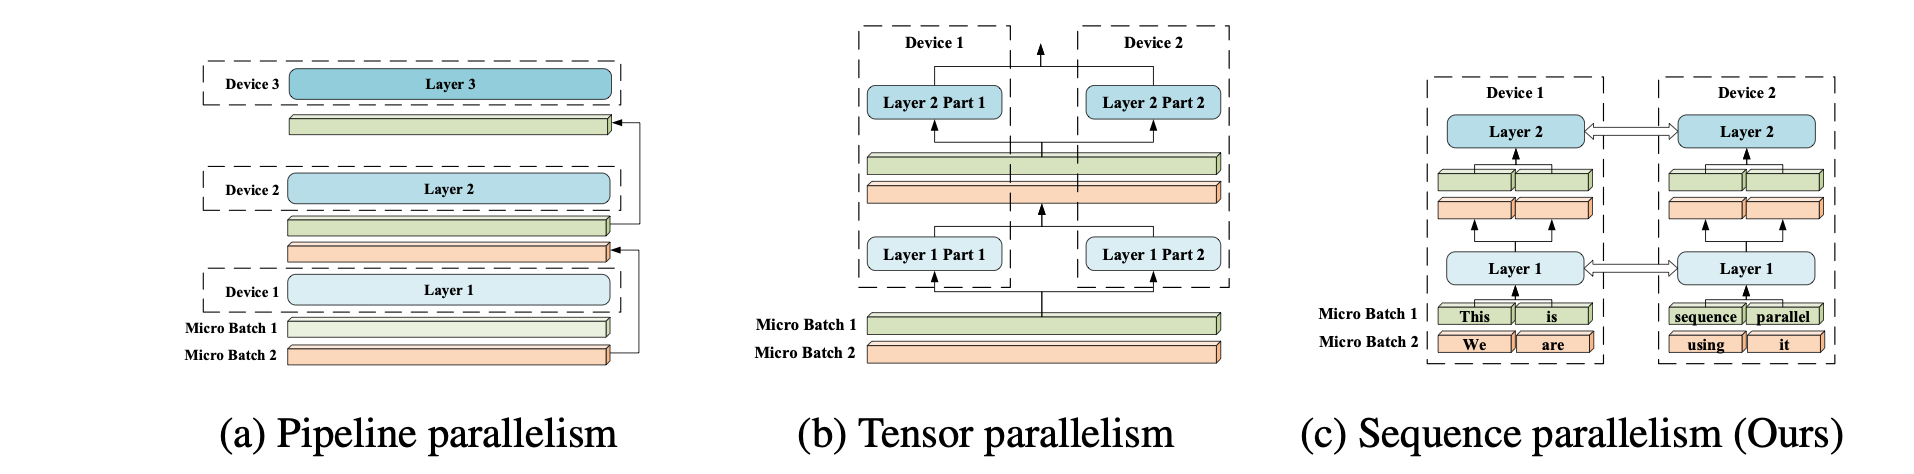 Device 3
Layer 3
Device 2
Layer 2
Device 1
Layer 1
Micro Batch 1
Micro Batch 2
(a) Pipeline parallelism
Device 1
Device 2
Layer 2 Part 1
Layer 2 Part 2
Layer 1 Part 1
Layer 1 Part 2
Micro Batch 1
Micro Batch 2
(b) Tensor parallelism
Device 1
Device 2
Layer 2
Layer 2
Layer 1
Layer 1
Micro Batch 1
This is
sequence parallel
Micro Batch 2
We are
using it
(c) Sequence parallelism (Ours)